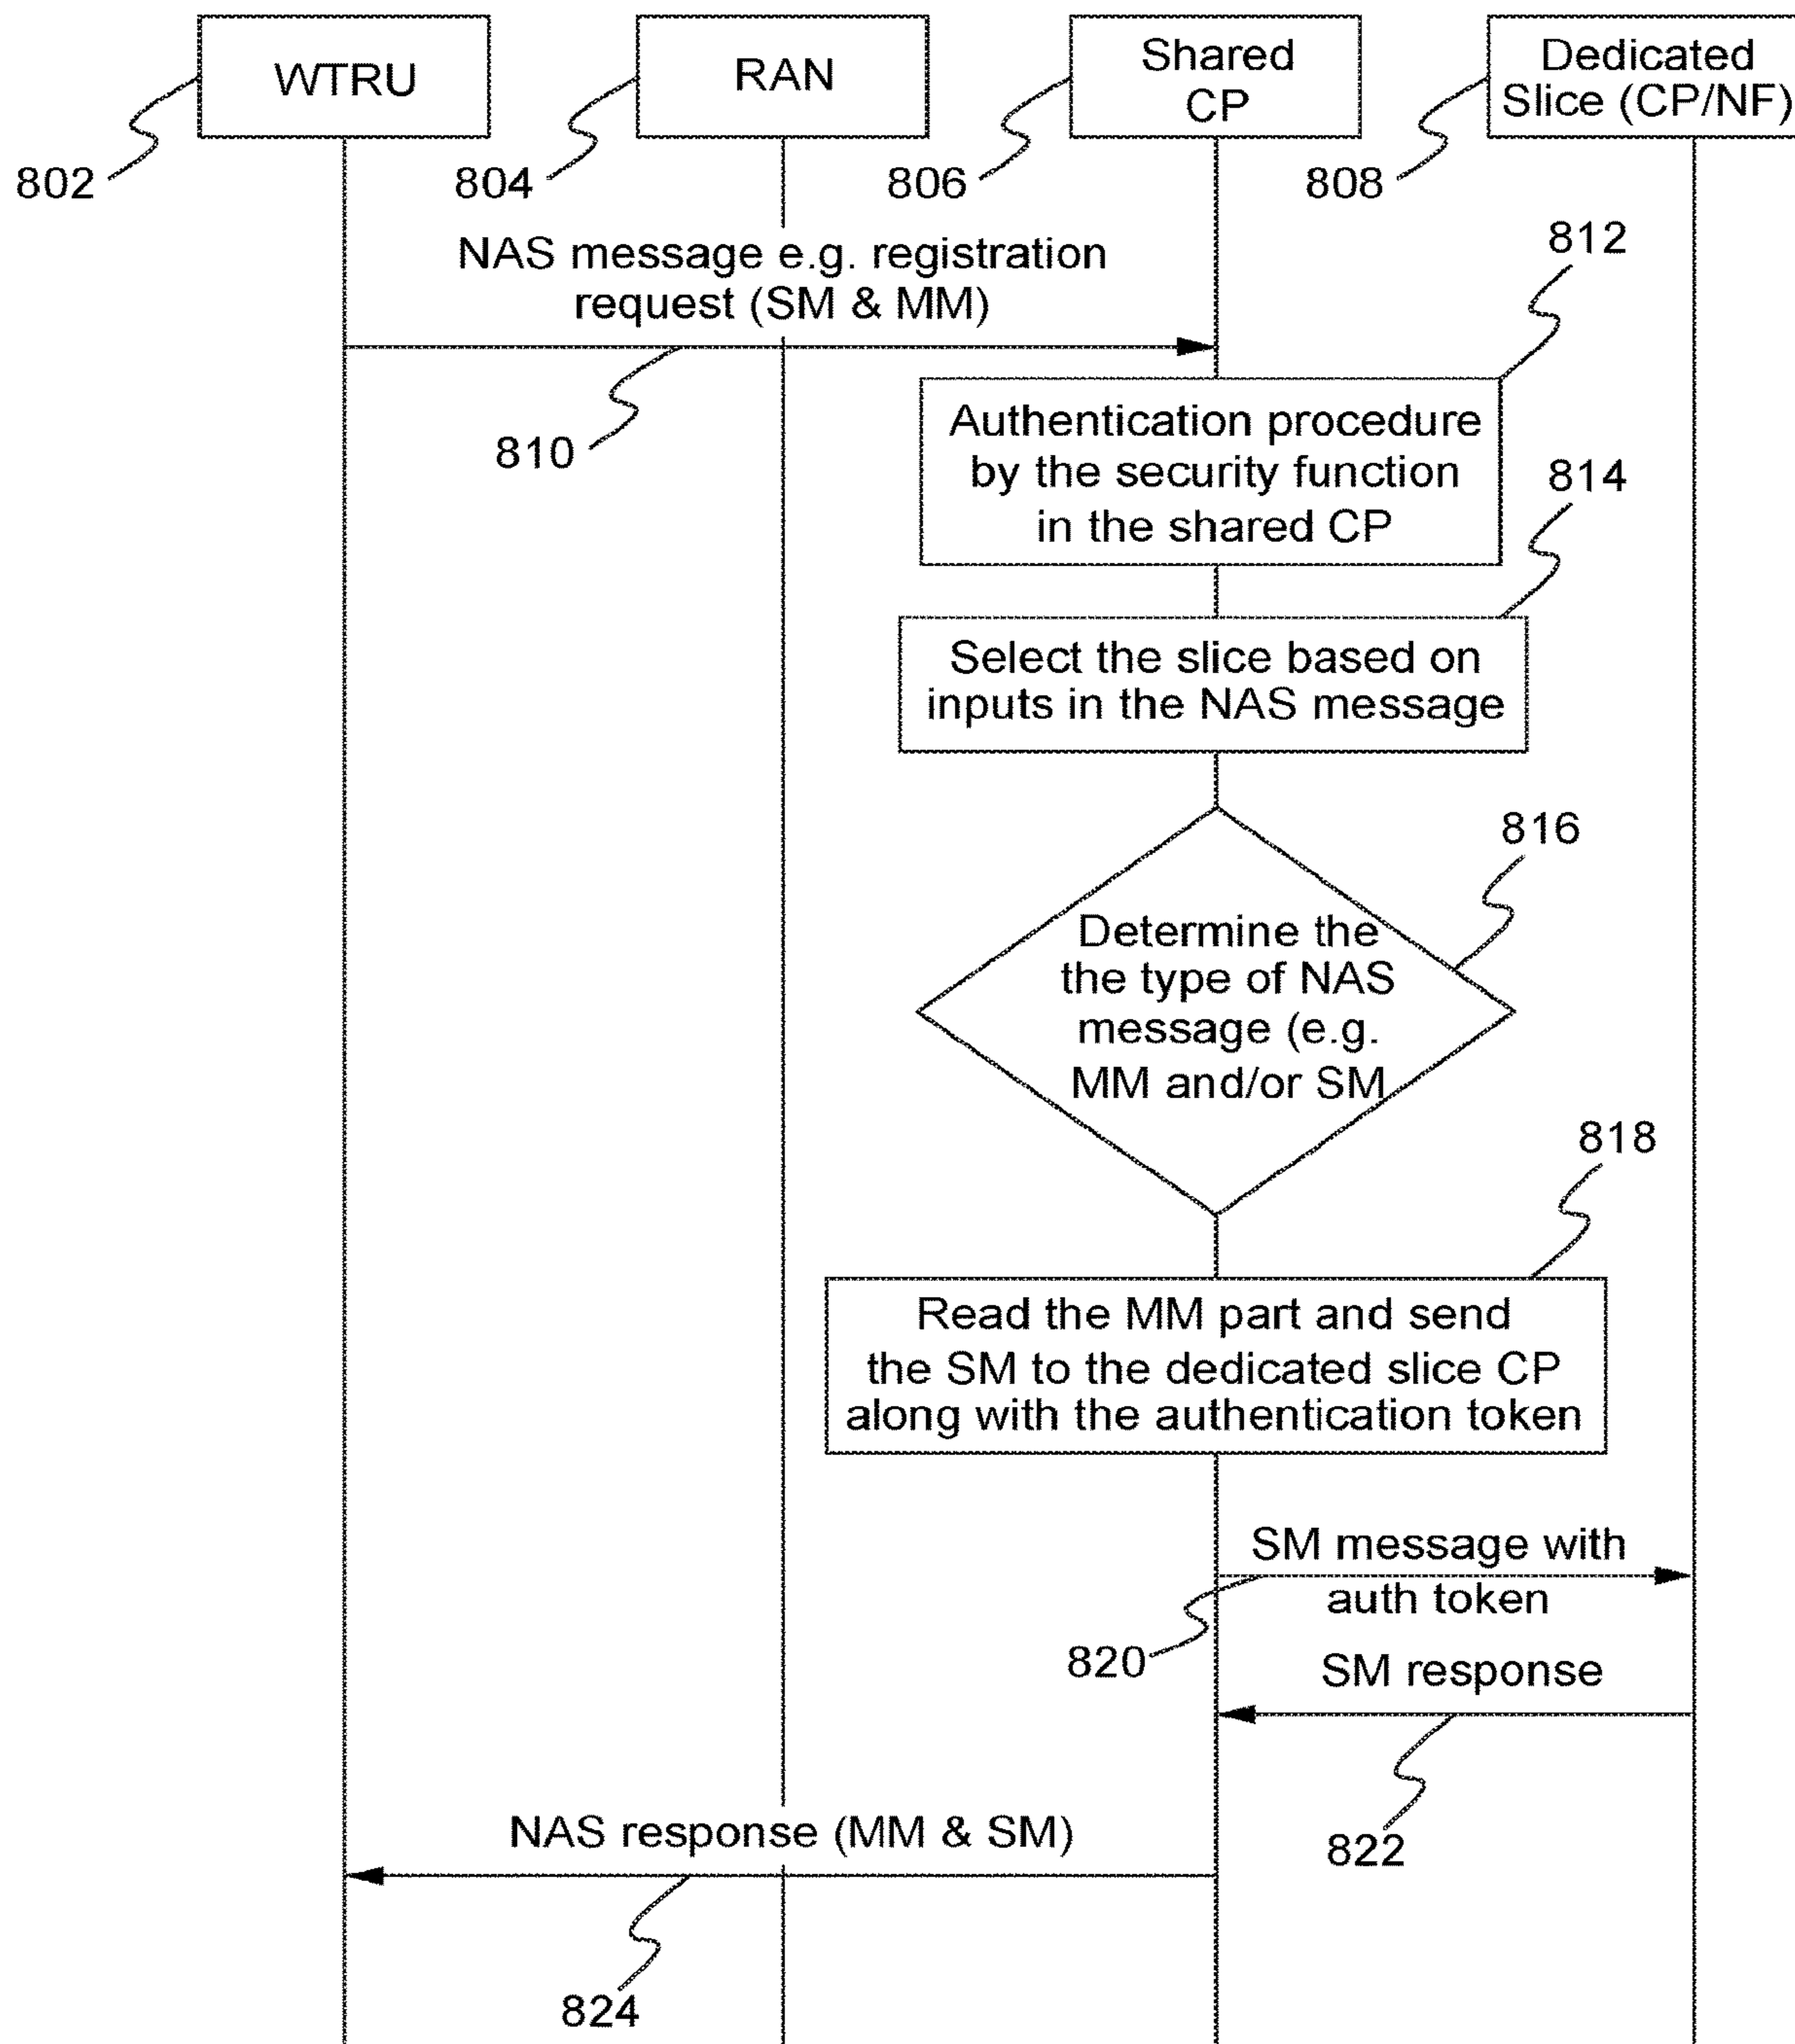 WTRU
RAN
Shared
CP
Dedicated
Slice (CP/NF)
802
804
806
808
NAS message e.g. registration
request (SM & MM)
810
812
Authentication procedure
by the security function
in the shared CP
814
Select the slice based on
inputs in the NAS message
816
Determine the
the type of NAS
message (e.g.
MM and/or SM
818
Read the MM part and send
the SM to the dedicated slice CP
along with the authentication token
SM message with
auth token
820
SM response
822
NAS response (MM & SM)
824